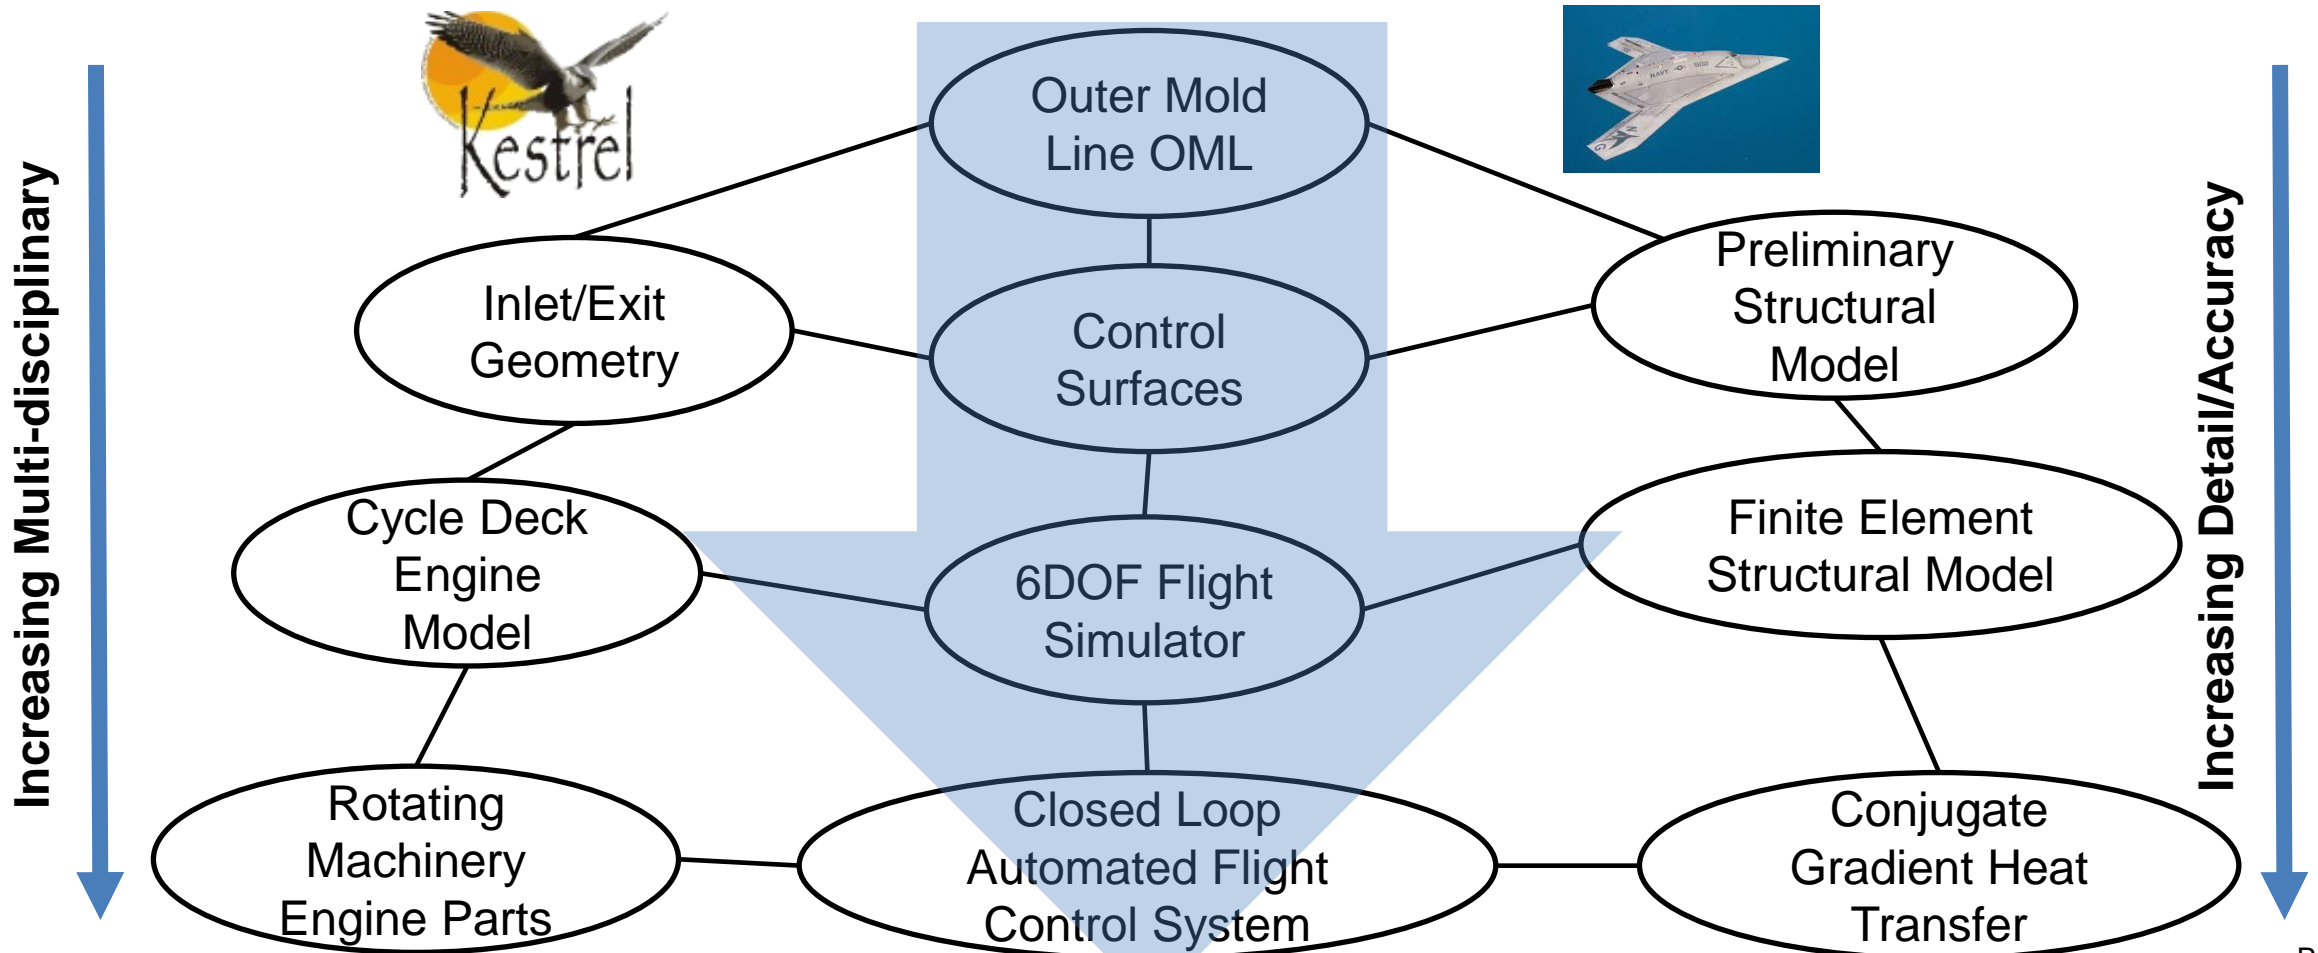 Kestrel
NAVY
502
Outer Mold
Line OML
Inlet/Exit
Geometry
Control
Surfaces
Preliminary
Structural
Model
Cycle Deck
Engine
Model
6DOF Flight
Simulator
Finite Element
Structural Model
Rotating
Machinery
Engine Parts
Closed Loop
Automated Flight
Control System
Conjugate
Gradient Heat
Transfer
Increasing Multi-disciplinary
Increasing Detail/Accuracy